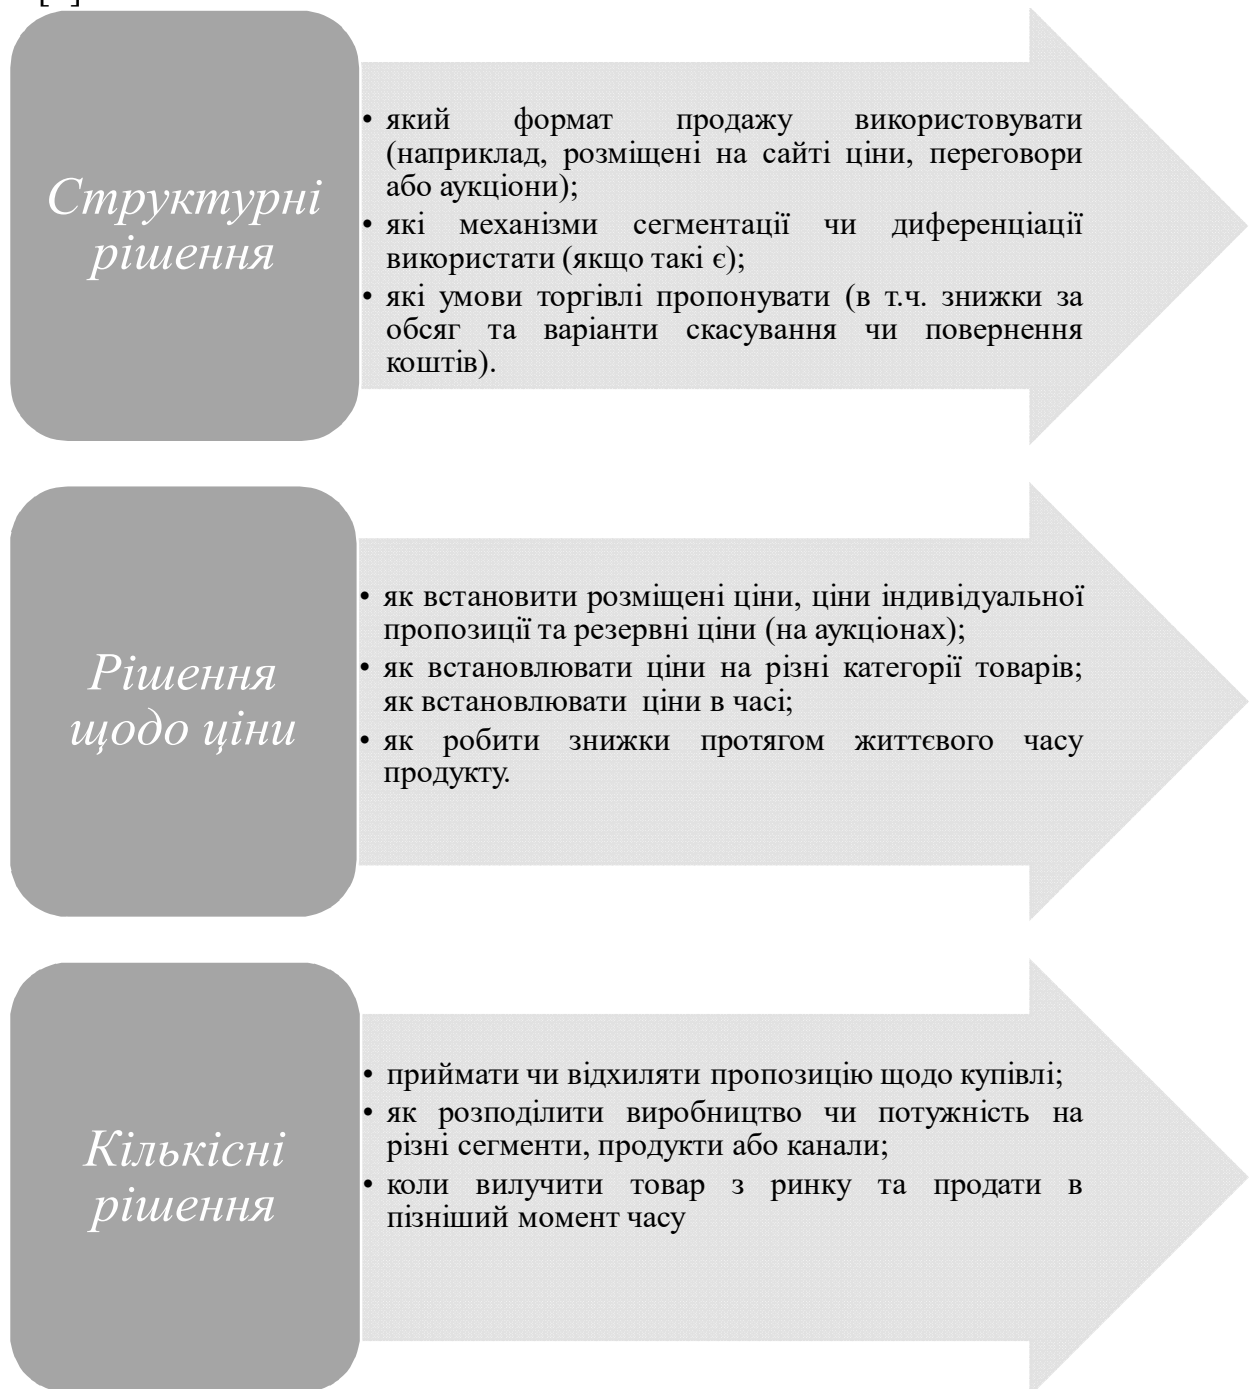 Структурні
рішення
• який формат продажу використовувати
(наприклад, розміщені на сайті ціни, переговори
або аукціони);
• які механізми сегментації чи диференціації
використати (якщо такі є);
• які умови торгівлі пропонувати (в т.ч. знижки за
обсяг та варіанти скасування чи повернення
коштів).
Рішення
щодо ціни
• як встановити розміщені ціни, ціни індивідуальної
пропозиції та резервні ціни (на аукціонах);
• як встановлювати ціни на різні категорії товарів;
як встановлювати ціни в часі;
• як робити знижки протягом життєвого часу
продукту.
Кількісні
рішення
• приймати чи відхиляти пропозицію щодо купівлі;
• як розподілити виробництво чи потужність на
різні сегменти, продукти або канали;
• коли вилучити товар з ринку та продати в
пізніший момент часу